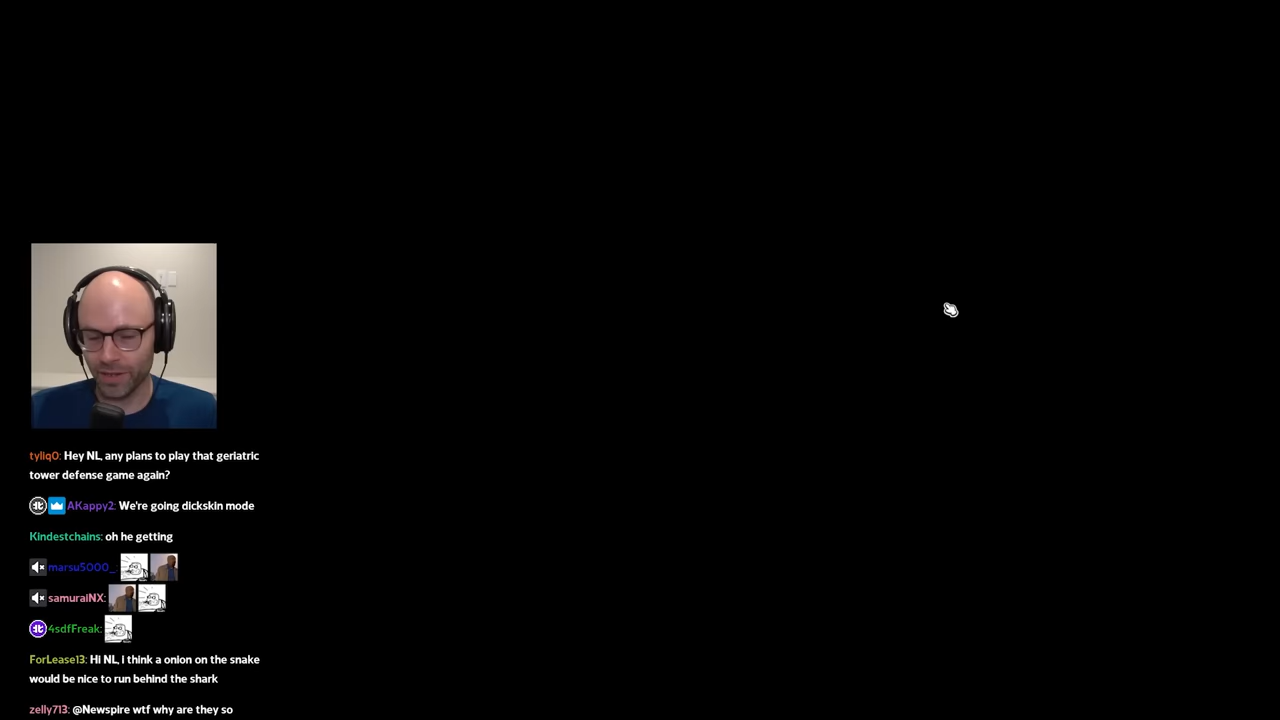 tyliq0: Hey NL, any plans to play that geriatric
tower defense game again?
AKappy2: We're going dickskin mode
Kindestchains: oh he getting
marsu5000_:
samuraiNX:
4sdfFreak:
ForLease13: Hi NL, i think a onion on the snake
would be nice to run behind the shark
zelly713: @Newspire wtf why are they so